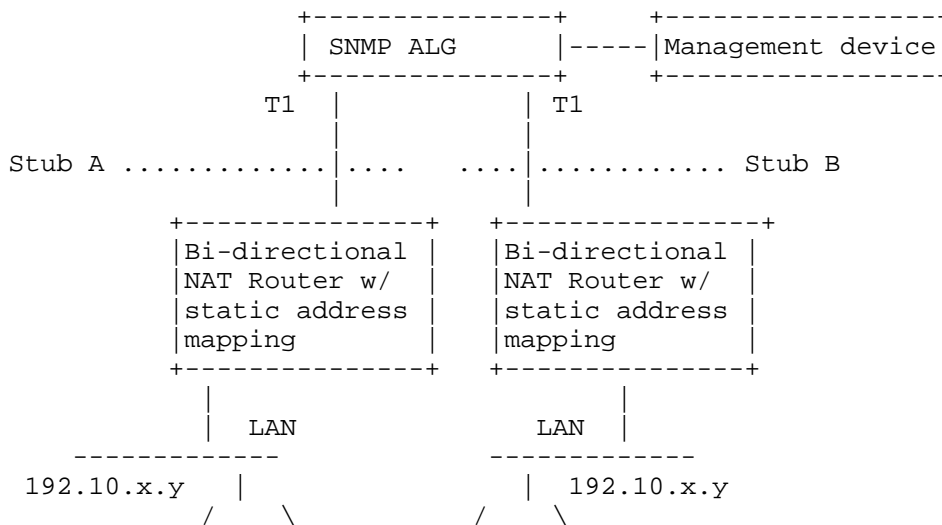 SNMP ALG Management device
T1 T1
Stub A Stub B
Bi-directional Bi-directional
NAT Router w/ NAT Router w/
static address static address
mapping mapping
LAN LAN
192.10.x.y 192.10.x.y